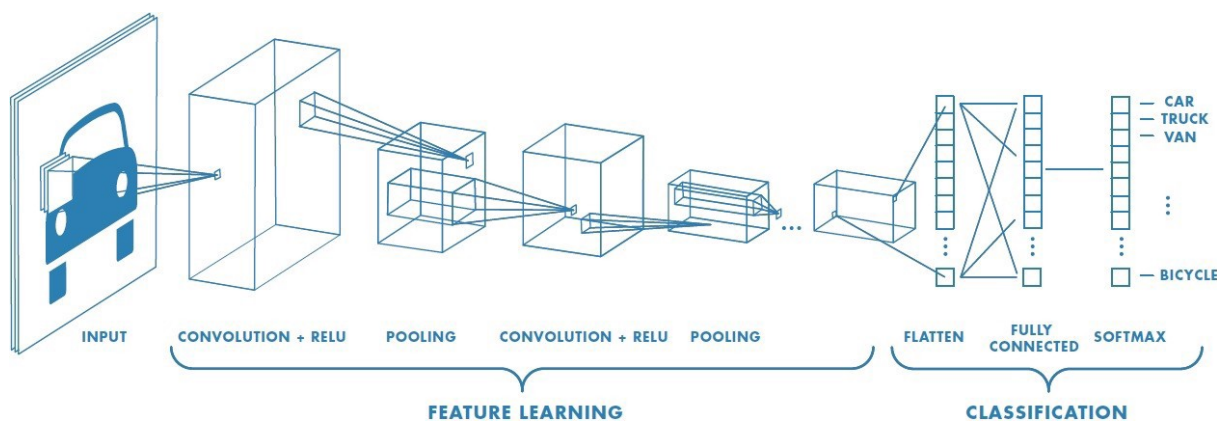 CAR
TRUCK
VAN
BICYCLE
INPUT
CONVOLUTION + RELU
POOLING
CONVOLUTION + RELU
POOLING
FLATTEN
FULLY
CONNECTED
SOFTMAX
FEATURE LEARNING
CLASSIFICATION